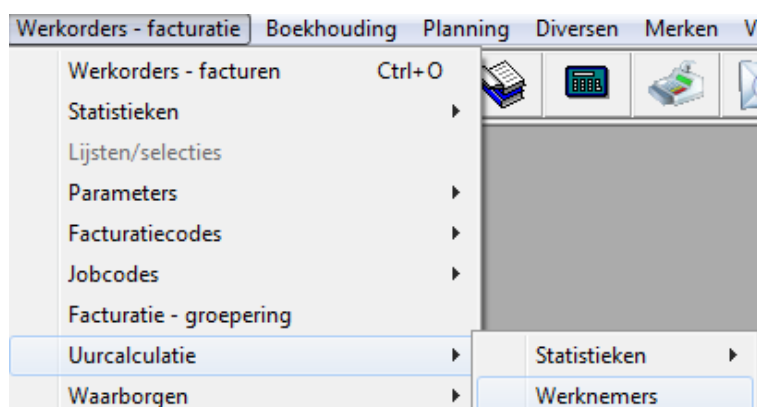 Werkorders - facturatie Boekhouding Planning Diversen Merken V
Werkorders - facturen Ctrl+O
Statistieken
Lijsten/selecties
Parameters
Facturatiecodes
Jobcodes
Facturatie - groepering
Uurcalculatie
Statistieken
Waarborgen
Werknemers